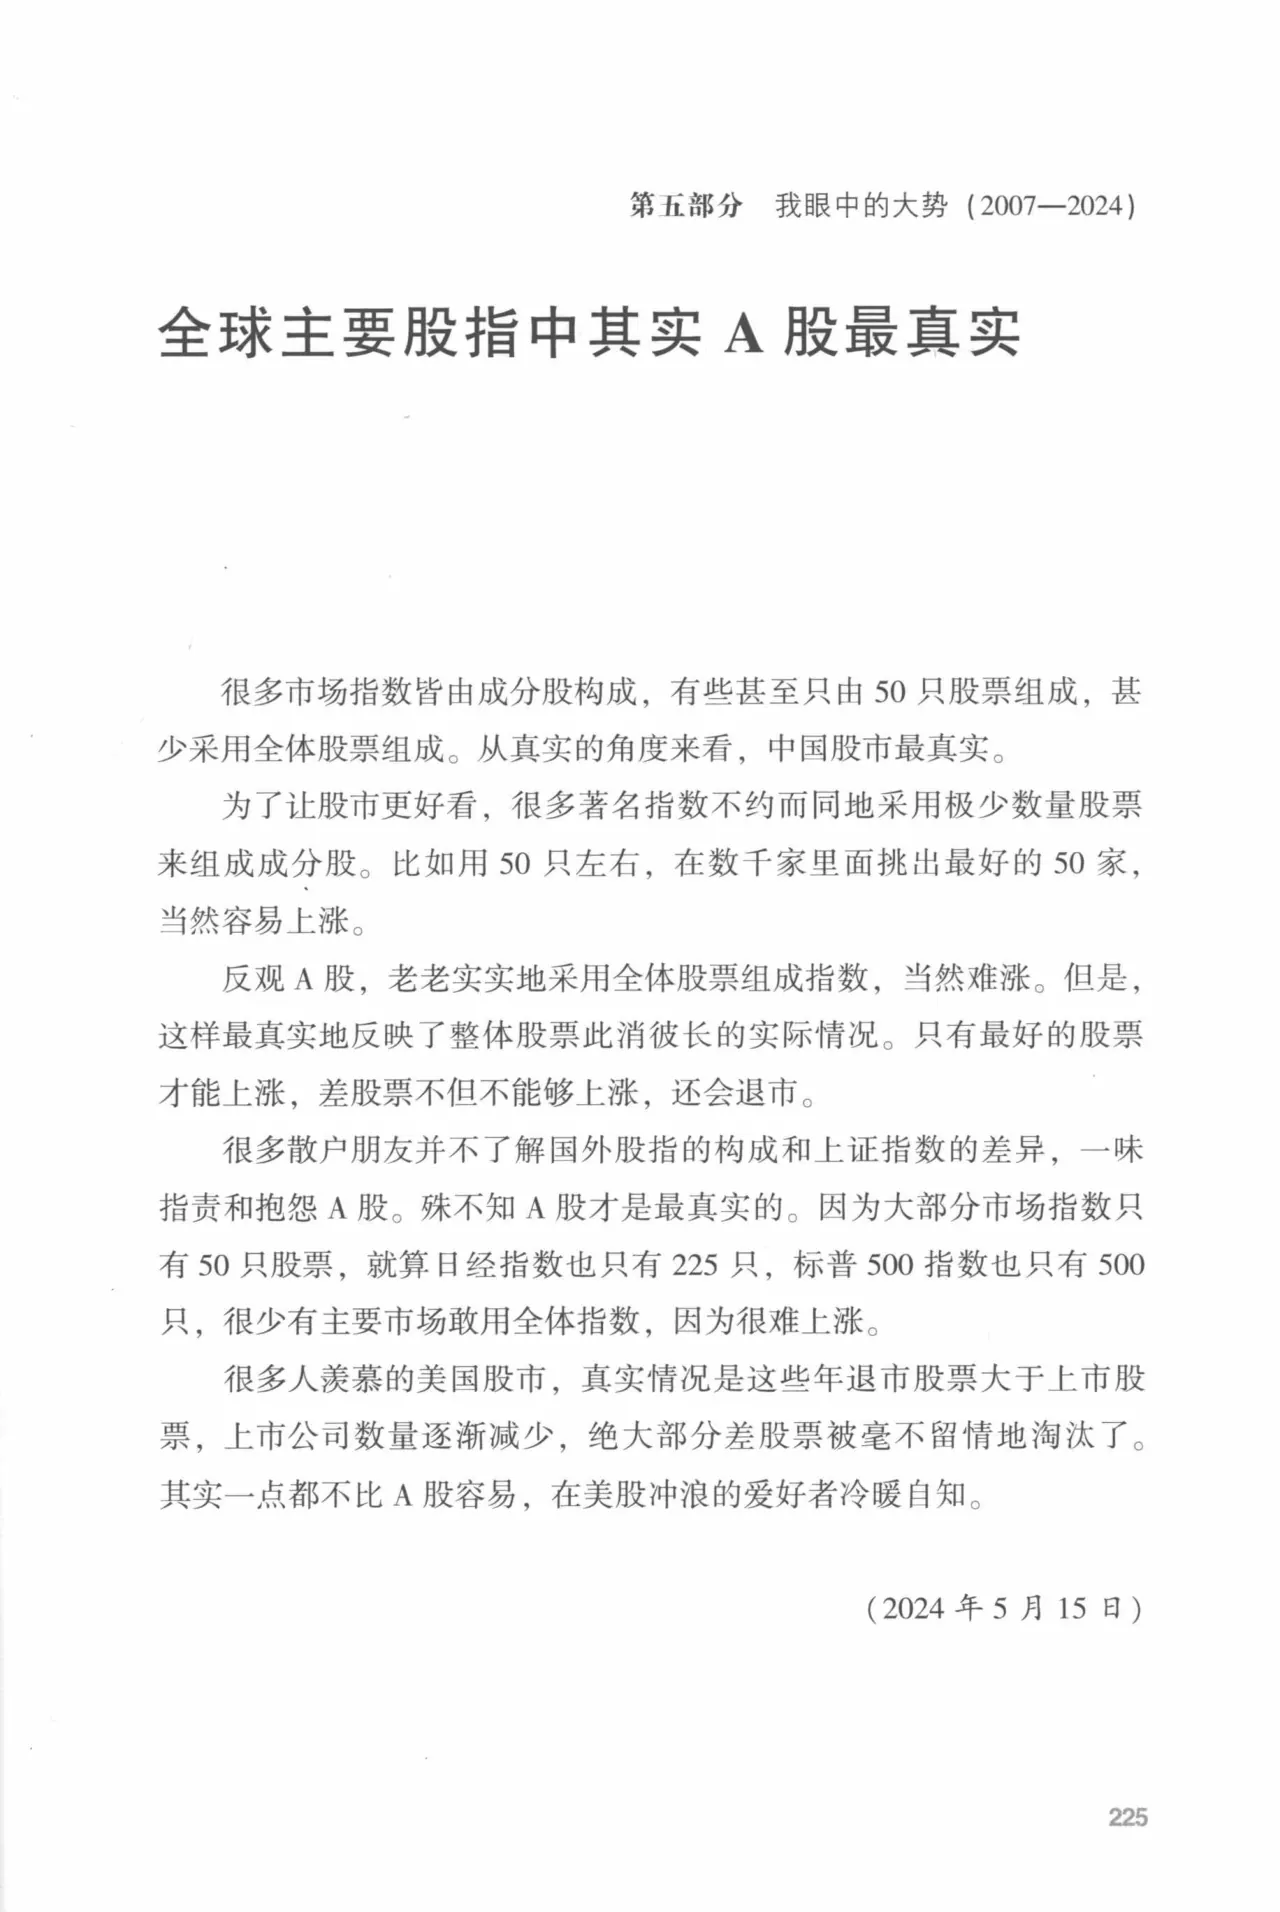 第五部分 我眼中的大势(2007—2024)
全球主要股指中其实 A 股最真实
很多市场指数皆由成分股构成，有些甚至只由 50 只股票组成，甚
少采用全体股票组成。从真实的角度来看，中国股市最真实。
为了让股市更好看，很多著名指数不约而同地采用极少数量股票
来组成成分股。比如用 50 只左右，在数千家里面挑出最好的 50 家，
当然容易上涨。
反观 A 股，老老实实地采用全体股票组成指数，当然难涨。但是，
这样最真实地反映了整体股票此消彼长的实际情况。只有最好的股票
才能上涨，差股票不但不能够上涨，还会退市。
很多散户朋友并不了解国外股指的构成和上证指数的差异，一味
指责和抱怨 A 股。殊不知 A 股才是最真实的。因为大部分市场指数只
有 50 只股票，就算日经指数也只有 225 只，标普 500 指数也只有 500
只，很少有主要市场敢用全体指数，因为很难上涨。
很多人羡慕的美国股市，真实情况是这些年退市股票大于上市股
票，上市公司数量逐渐减少，绝大部分差股票被毫不留情地淘汰了。
其实一点都不比 A 股容易，在美股冲浪的爱好者冷暖自知。
(2024 年 5 月 15 日)
225